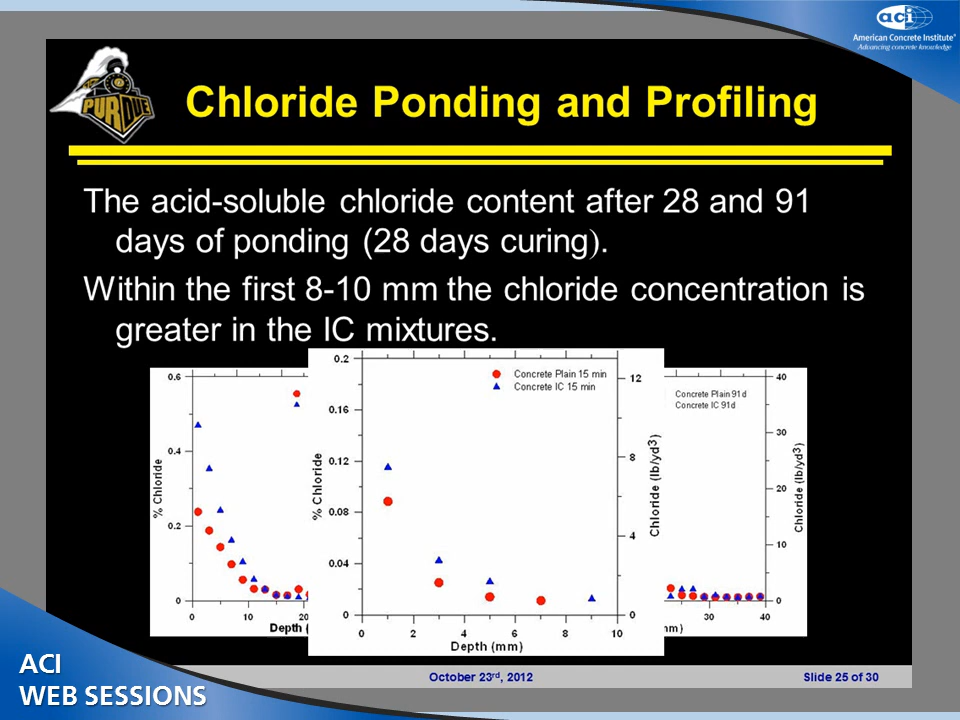 aci
American Concrete Institute®
Advancing concrete knowledge
PURDUE
Chloride Ponding and Profiling
The acid-soluble chloride content after 28 and 91
days of ponding (28 days curing).
Within the first 8-10 mm the chloride concentration is
greater in the IC mixtures.
0.6
0.4
0.2
0
% Chloride
0
10
20
Depth (m
0.2
0.16
0.12
0.08
0.04
0
% Chloride
Concrete Plain 15 min
Concrete IC 15 min
12
8
4
0
Chloride (lb/yd3)
0
2
4
6
8
10
Depth (mm)
Concrete Plain 91d
Concrete IC 91d
40
30
20
10
0
Chloride (lb/yd3)
30
40
mm)
ACI
WEB SESSIONS
October 23rd, 2012
Slide 25 of 30